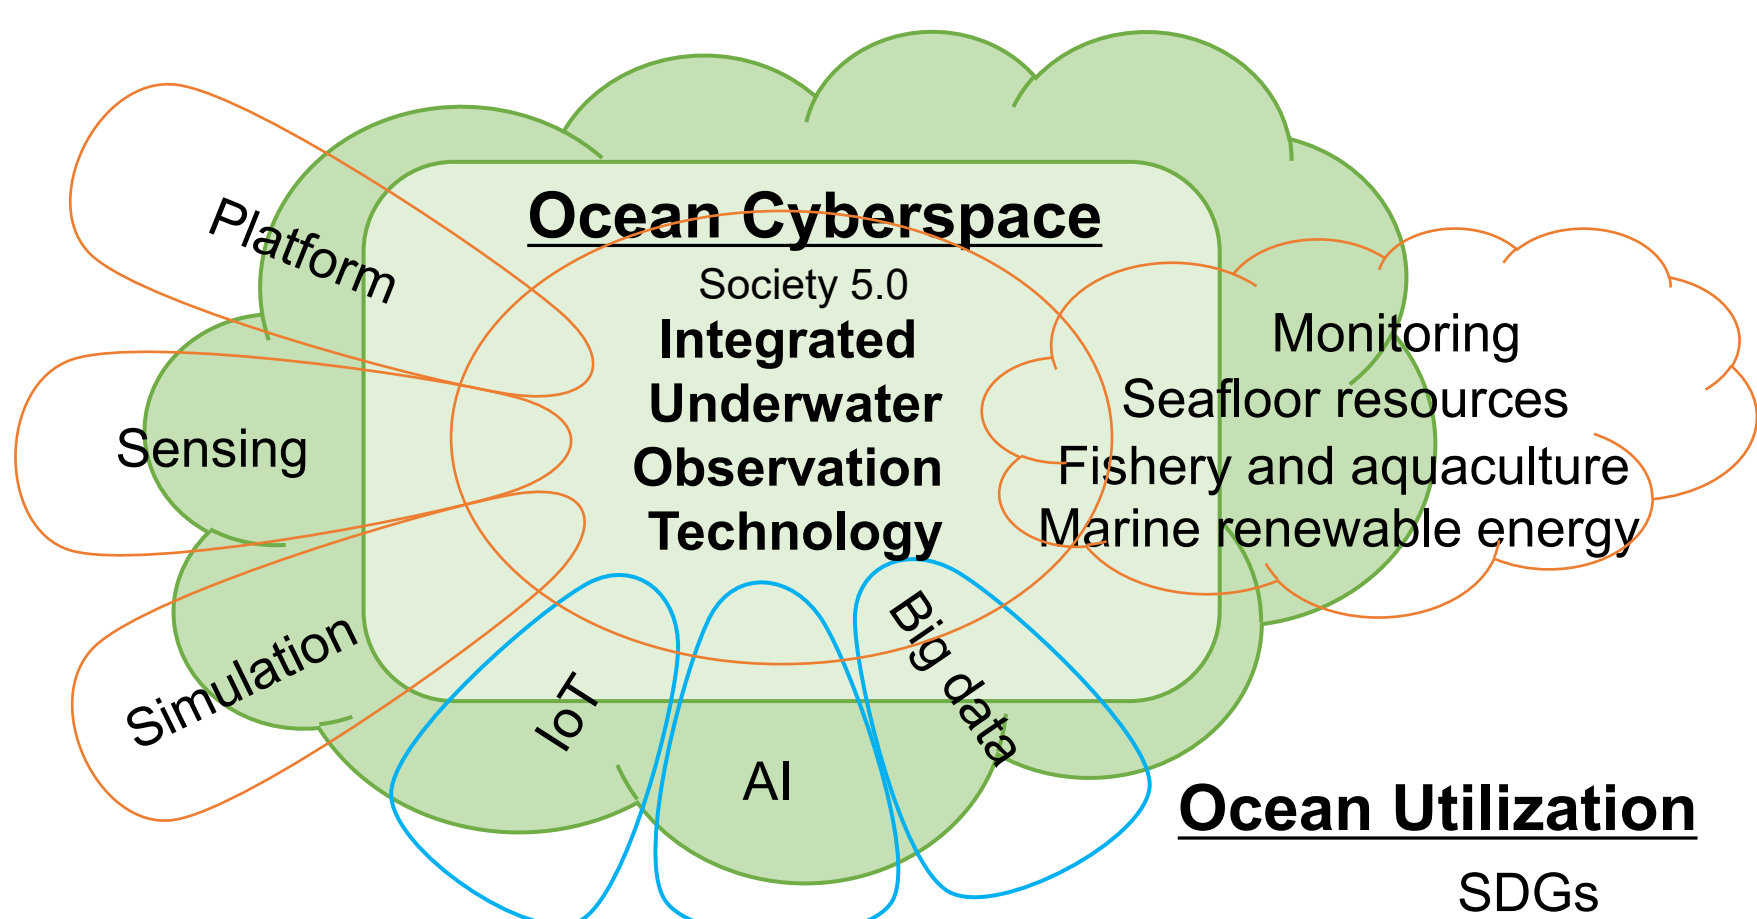 Ocean Cyberspace
Society 5.0
Integrated
Underwater
Observation
Technology
Platform
Sensing
Simulation
IoT
AI
Big data
Monitoring
Seafloor resources
Fishery and aquaculture
Marine renewable energy
Ocean Utilization
SDGs